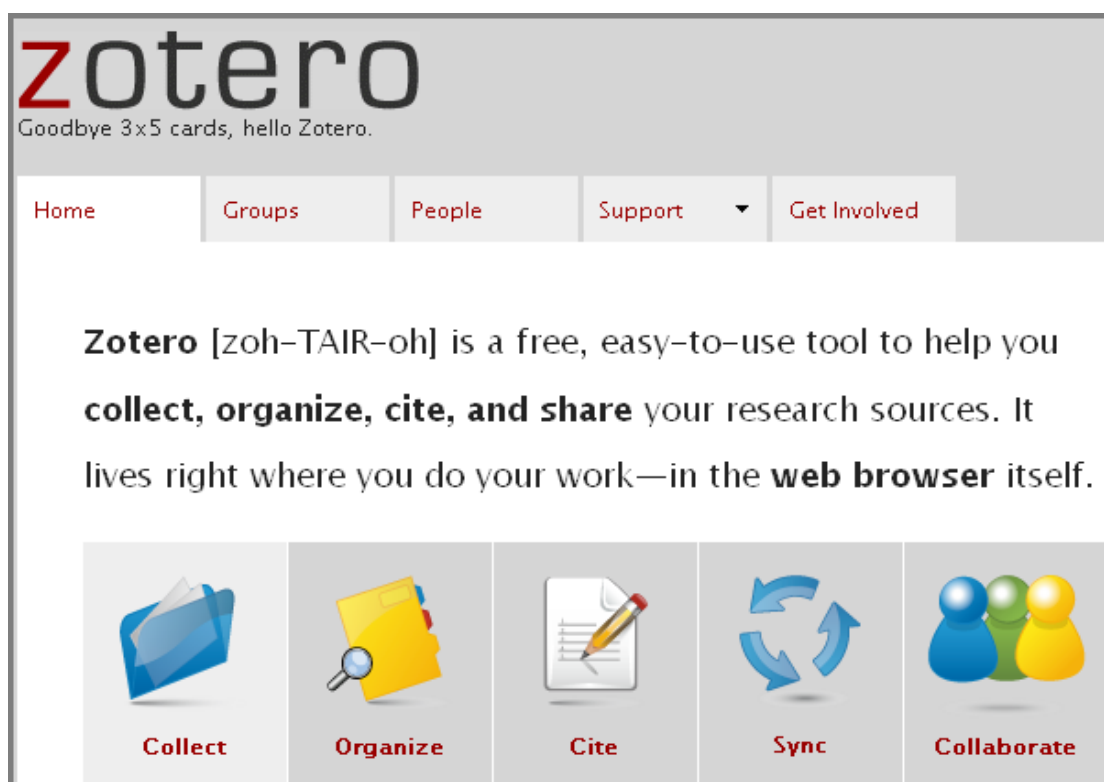 zotero
Goodbye 3x5 cards, hello Zotero.
Home Groups People Support Get Involved
Zotero [zoh-TAIR-oh] is a free, easy-to-use tool to help you
collect, organize, cite, and share your research sources. It
lives right where you do your work—in the web browser itself.
Collect Organize Cite Sync Collaborate